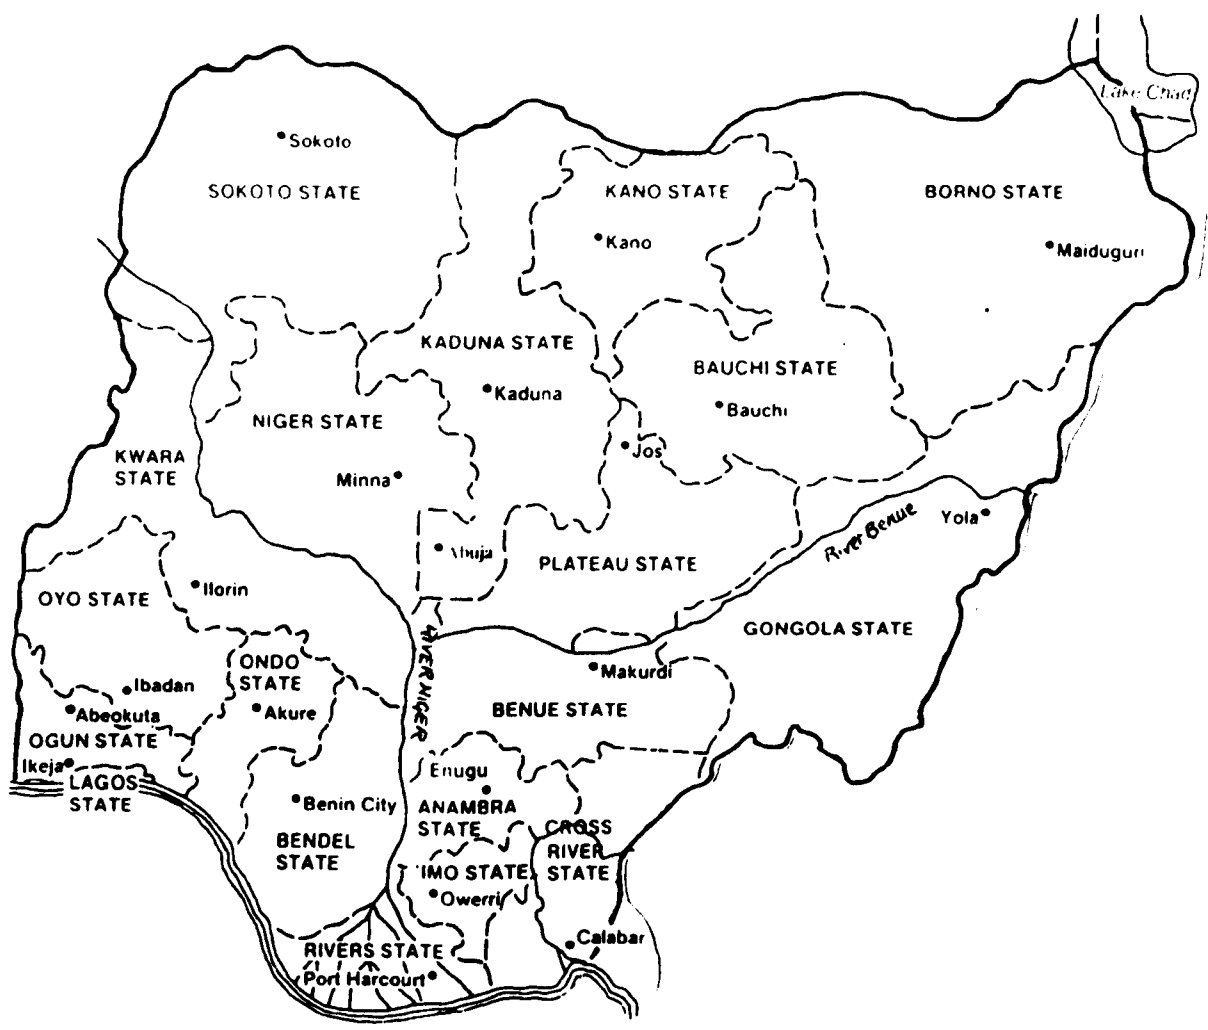 Lake Chad
Sokoto
SOKOTO STATE
KANO STATE
BORNO STATE
Kano
Maiduguri
KADUNA STATE
BAUCHI STATE
Kaduna
Bauchi
NIGER STATE
Jos
KWARA
STATE
Minna
River Benue
Yola
Abuja
PLATEAU STATE
Ilorin
OYO STATE
GONGOLA STATE
RIVER NIGER
ONDO
STATE
Makurdi
Ibadan
Abeokuta
Akure
BENUE STATE
OGUN STATE
Ikeja
Enugu
LAGOS
STATE
Benin City
ANAMBRA
STATE
CROSS
RIVER
STATE
BENDEL
STATE
IMO STATE
Owerri
Calabar
RIVERS STATE
Port Harcourt